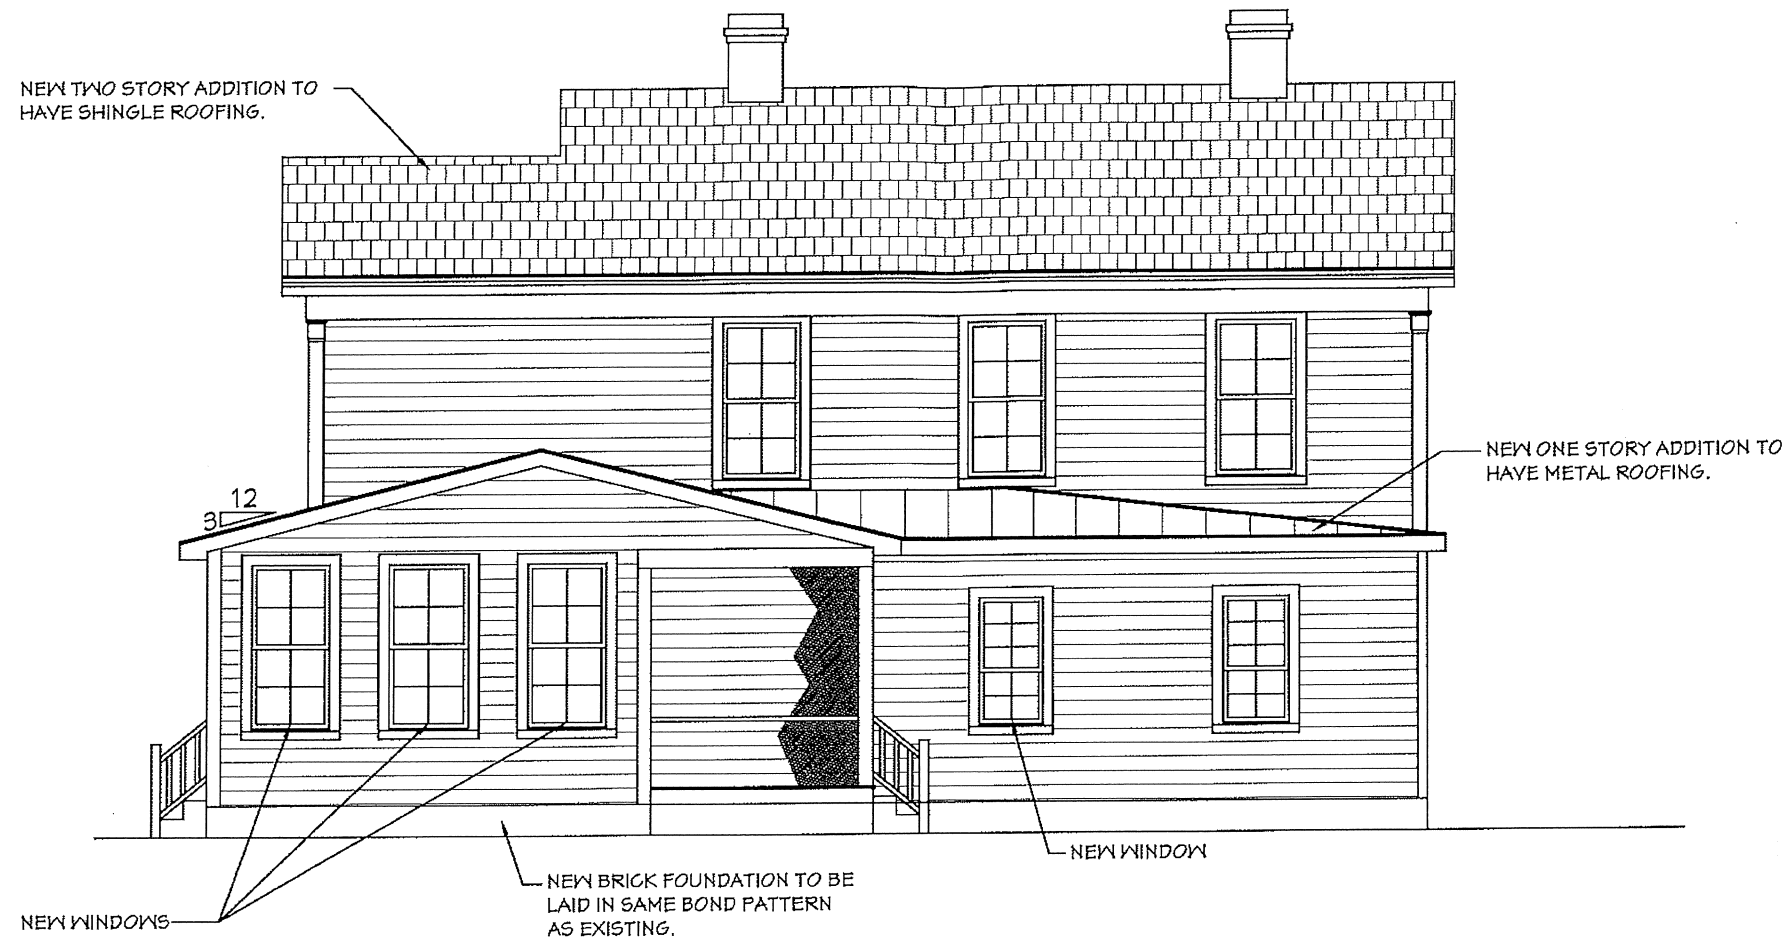 NEW TWO STORY ADDITION TO
HAVE SHINGLE ROOFING.
NEW ONE STORY ADDITION TO
HAVE METAL ROOFING.
12
3
NEW WINDOW
NEW BRICK FOUNDATION TO BE
LAID IN SAME BOND PATTERN
AS EXISTING.
NEW WINDOWS